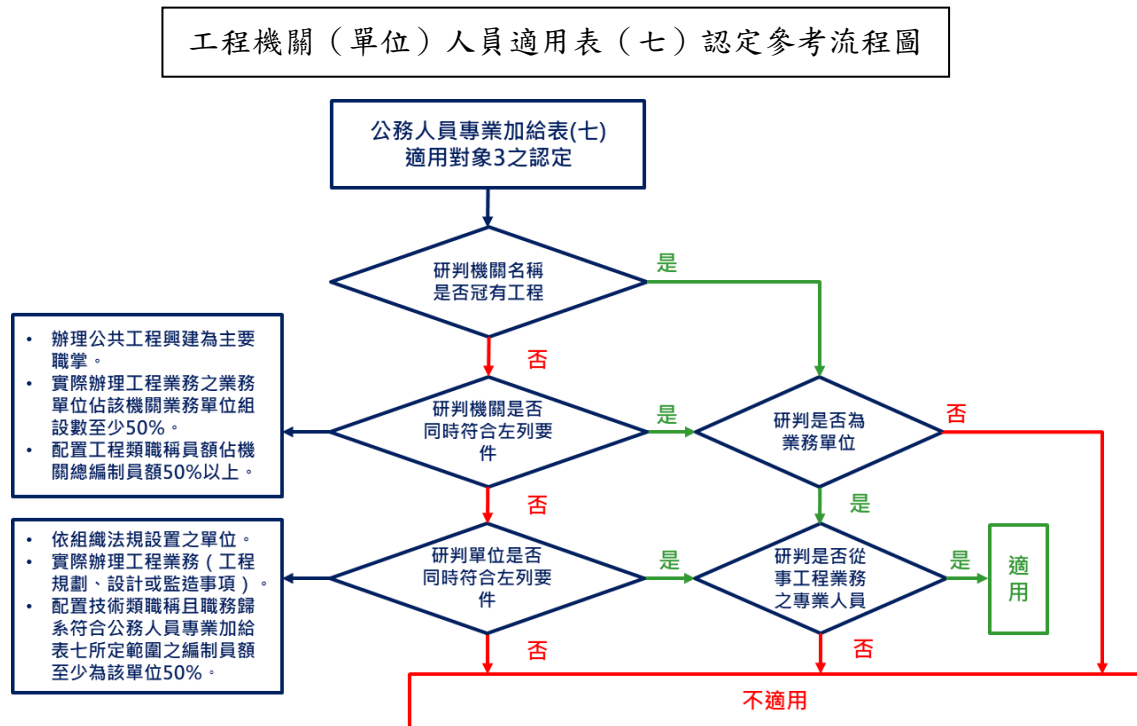 工程機關（單位）人員適用表（七）認定參考流程圖
公務人員專業加給表(七)
適用對象3之認定
研判機關名稱
是否冠有工程
是
否
• 辦理公共工程興建為主要
職掌。
• 實際辦理工程業務之業務
單位佔該機關業務單位組
設數至少50%。
• 配置工程類職稱員額佔機
關總編制員額50%以上。
研判機關是否
同時符合左列要
件
是
研判是否為
業務單位
否
否
是
• 依組織法規設置之單位。
• 實際辦理工程業務（工程
規劃、設計或監造事項）。
• 配置技術類職稱且職務歸
系符合公務人員專業加給
表七所定範圍之編制員額
至少為該單位50%。
研判單位是否
同時符合左列要
件
是
研判是否從
事工程業務
之專業人員
是
適
用
否
否
不適用